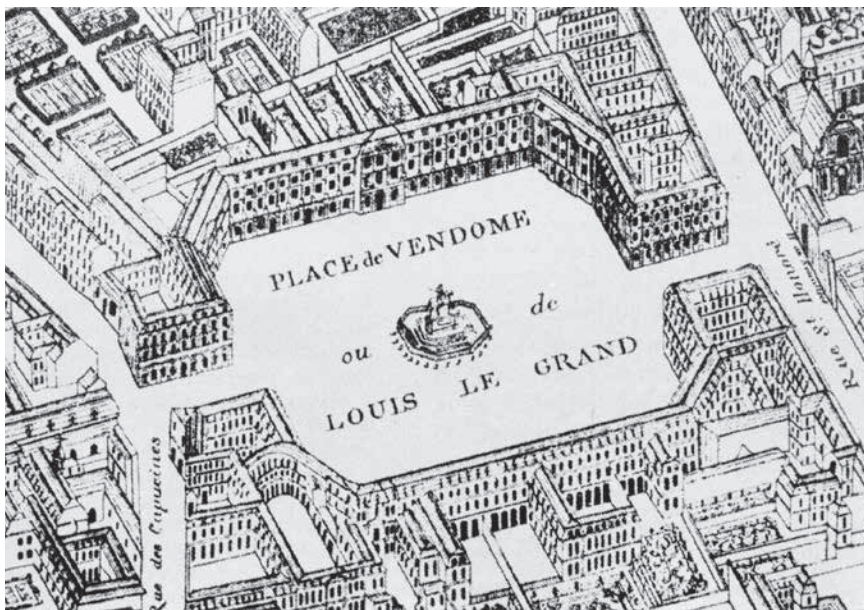 PLACE de VENDOME
ou de
LOUIS LE GRAND
Rue St Honoré
Rue des Capucines